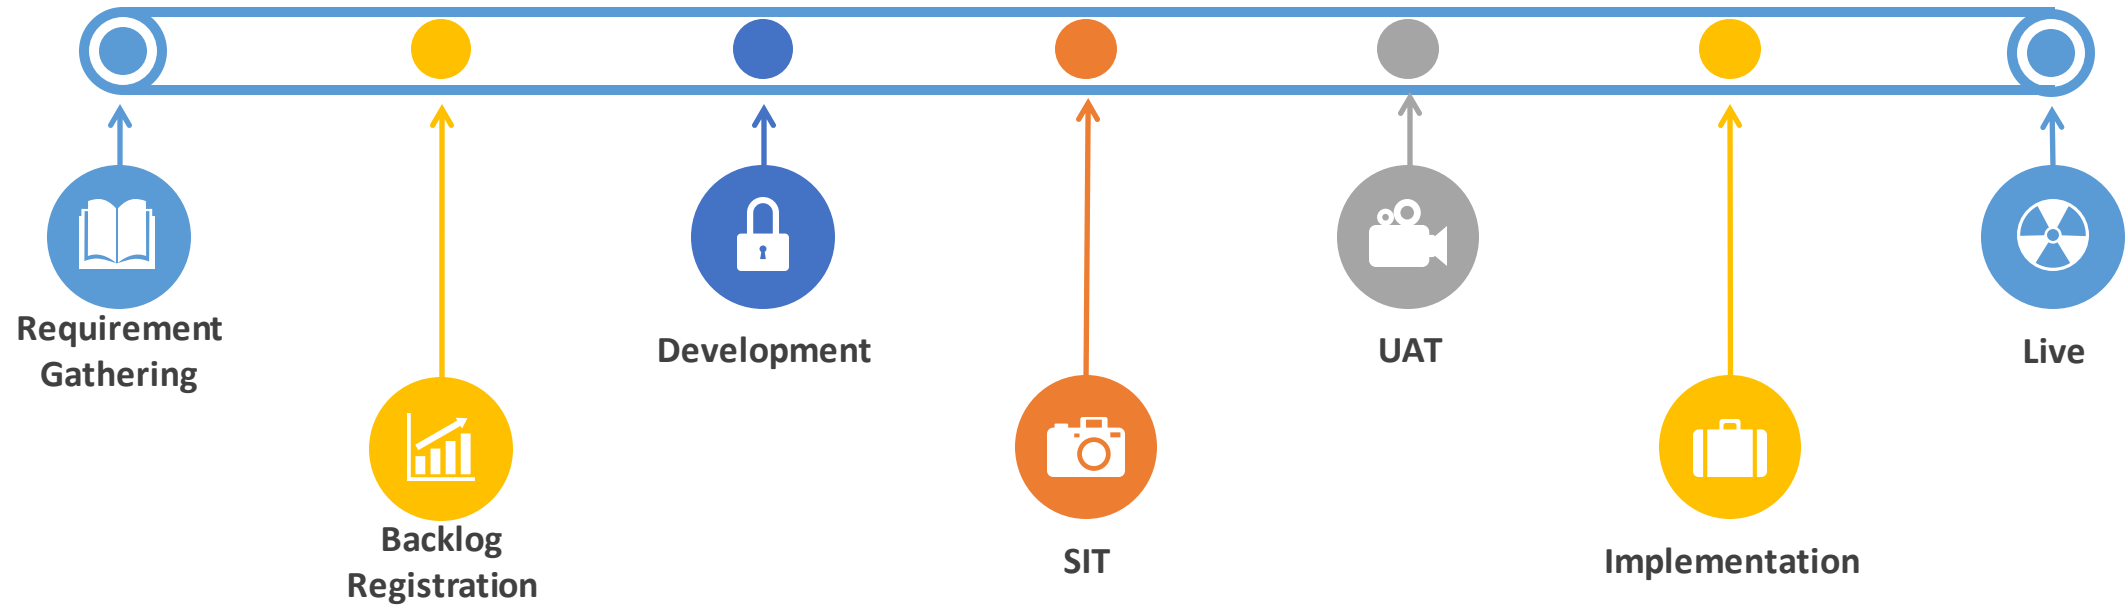 Requirement
Gathering
Backlog
Registration
Development
SIT
UAT
Implementation
Live